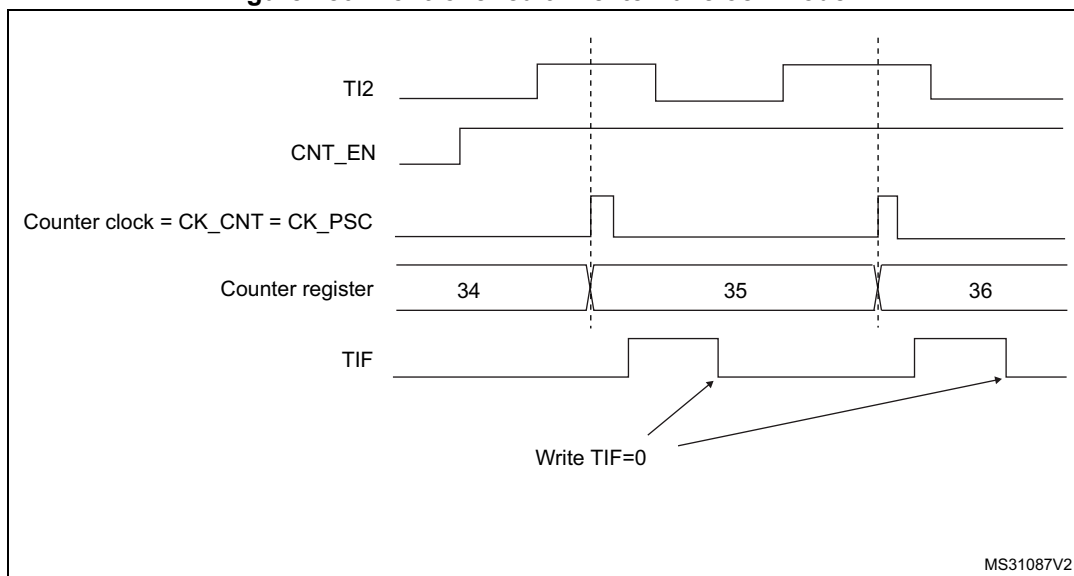 TI2
CNT_EN
Counter clock = CK_CNT = CK_PSC
Counter register
34
35
36
TIF
Write TIF=0
MS31087V2